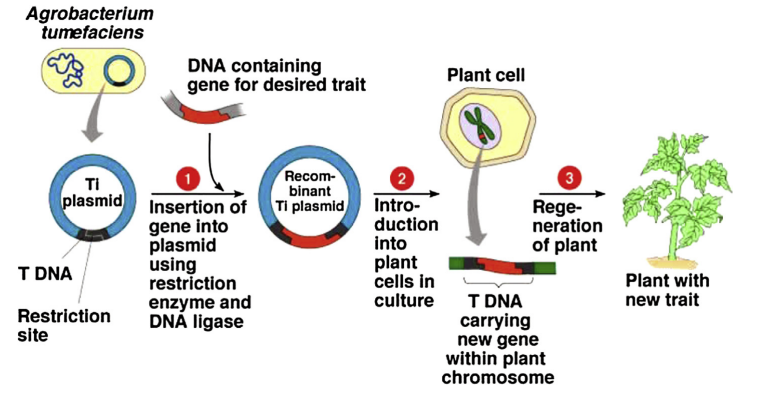 Agrobacterium
tumefaciens
DNA containing
gene for desired trait
Plant cell
Ti
plasmid
1
Insertion of
gene into
plasmid
using
restriction
enzyme and
DNA ligase
Recom-
binant
Ti plasmid
2
Intro-
duction
into
plant
cells in
culture
3
Rege-
neration
of plant
T DNA
Restriction
site
T DNA
carrying
new gene
within plant
chromosome
Plant with
new trait